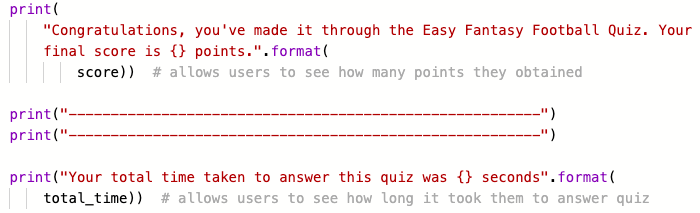 print(
"Congratulations, you've made it through the Easy Fantasy Football Quiz. Your
final score is {} points.".format(
score))  # allows users to see how many points they obtained
print("-----------------------------------------------------------")
print("-----------------------------------------------------------")
print("Your total time taken to answer this quiz was {} seconds".format(
total_time))  # allows users to see how long it took them to answer quiz